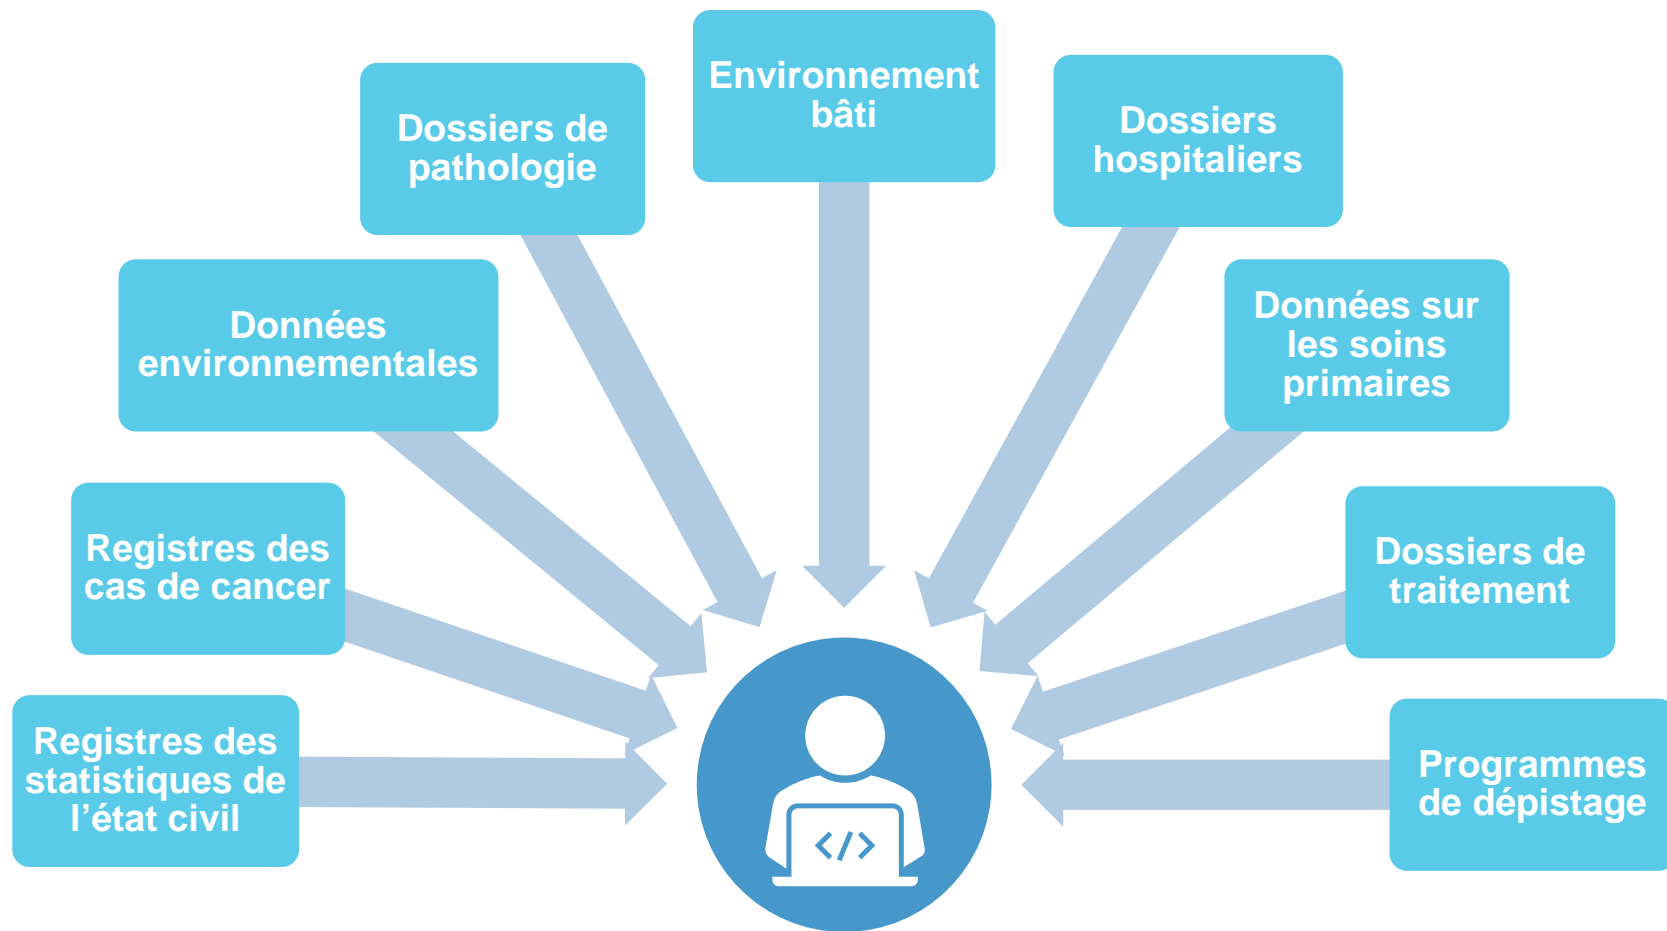 Environnement
bâti
Dossiers de
pathologie
Dossiers
hospitaliers
Données
environnementales
Données sur
les soins
primaires
Registres des
cas de cancer
Dossiers de
traitement
Registres des
statistiques de
l’état civil
Programmes
de dépistage
</>